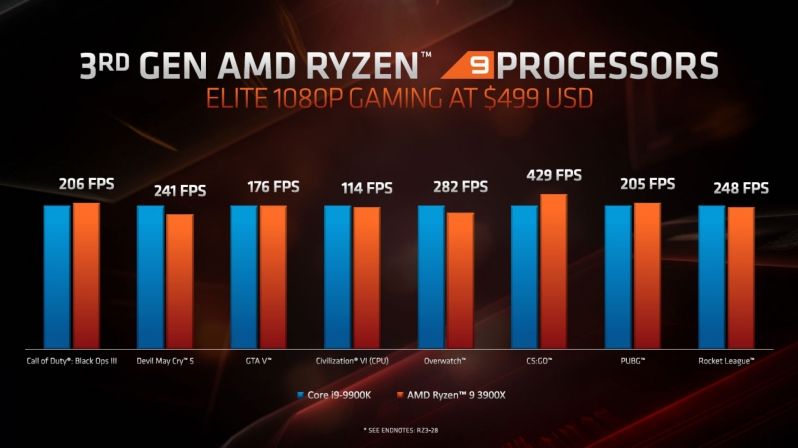 3RD GEN AMD RYZEN™ 9 PROCESSORS
ELITE 1080P GAMING AT $499 USD
206 FPS 241 FPS 176 FPS 114 FPS 282 FPS 429 FPS 205 FPS 248 FPS
Call of Duty®: Black Ops III Devil May Cry™ 5 GTA V™ Civilization® VI (CPU) Overwatch™ CS:GO™ PUBG™ Rocket League™
Core i9-9900K AMD Ryzen™ 9 3900X
* SEE ENDNOTES: RZ3-28